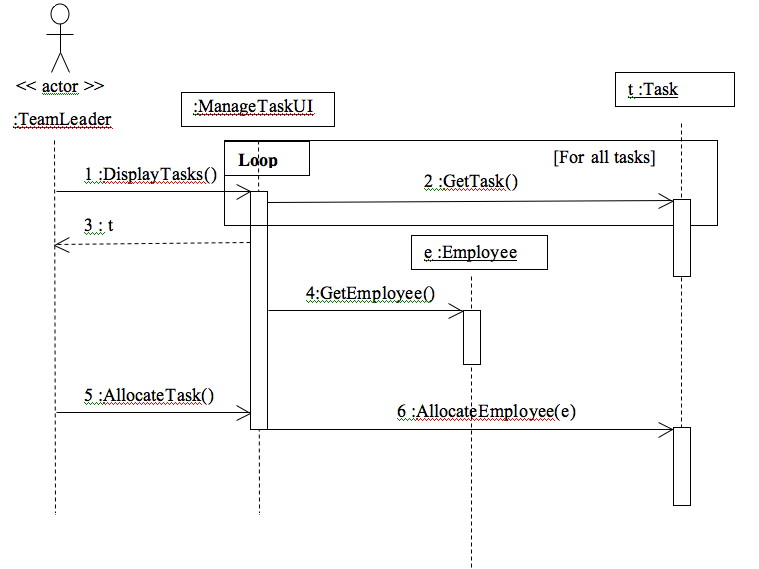 << actor >>
:TeamLeader
:ManageTaskUI
t :Task
Loop
[For all tasks]
1 :DisplayTasks()
2 :GetTask()
3 : t
e :Employee
4:GetEmployee()
5 :AllocateTask()
6 :AllocateEmployee(e)